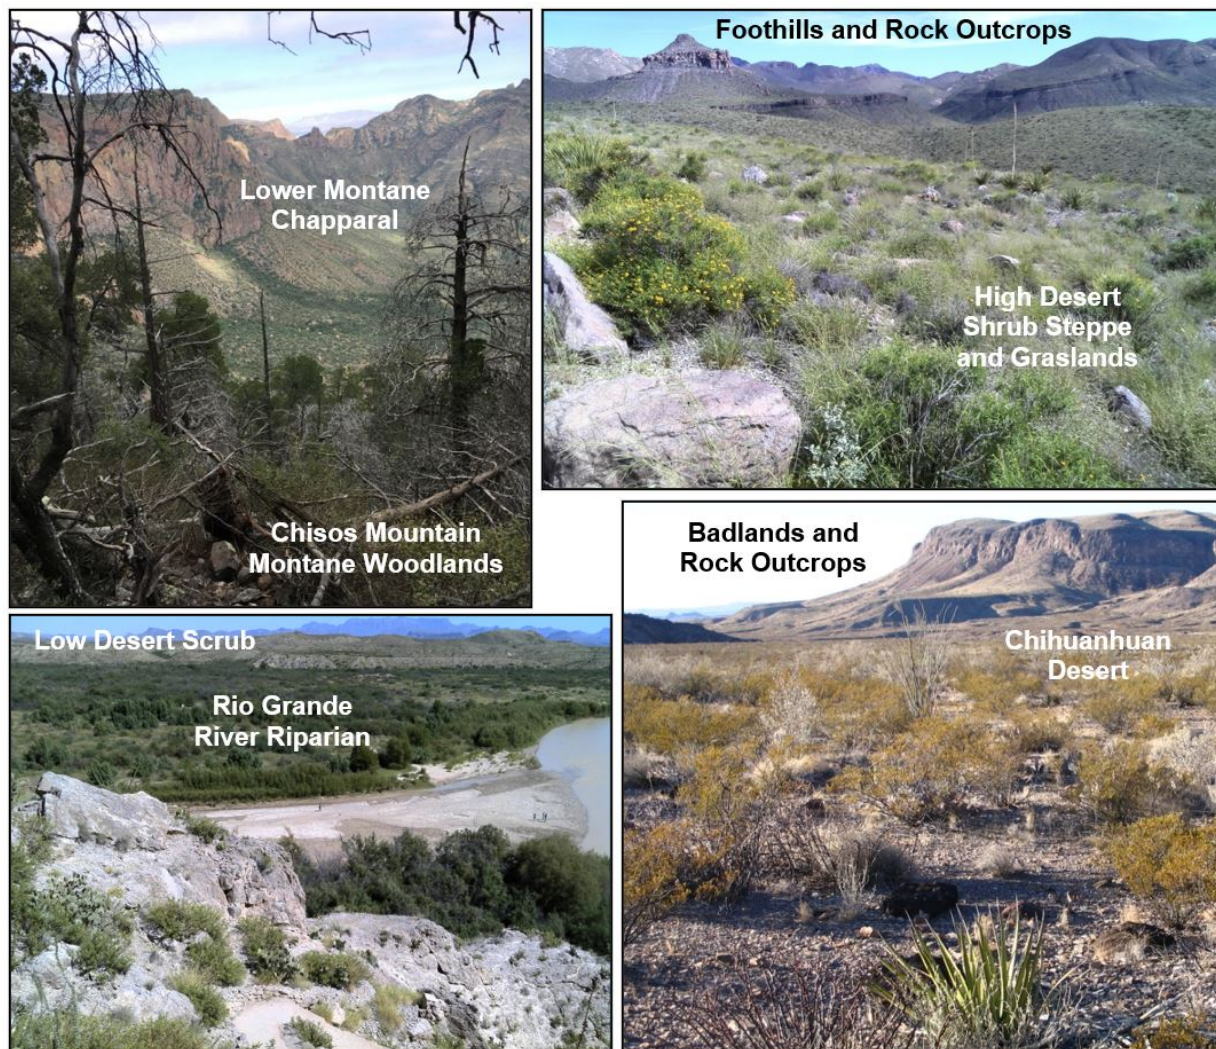 Lower Montane
Chapparal
Chisos Mountain
Montane Woodlands
Foothills and Rock Outcrops
High Desert
Shrub Steppe
and Graslands
Low Desert Scrub
Rio Grande
River Riparian
Badlands and
Rock Outcrops
Chihuanhuan
Desert